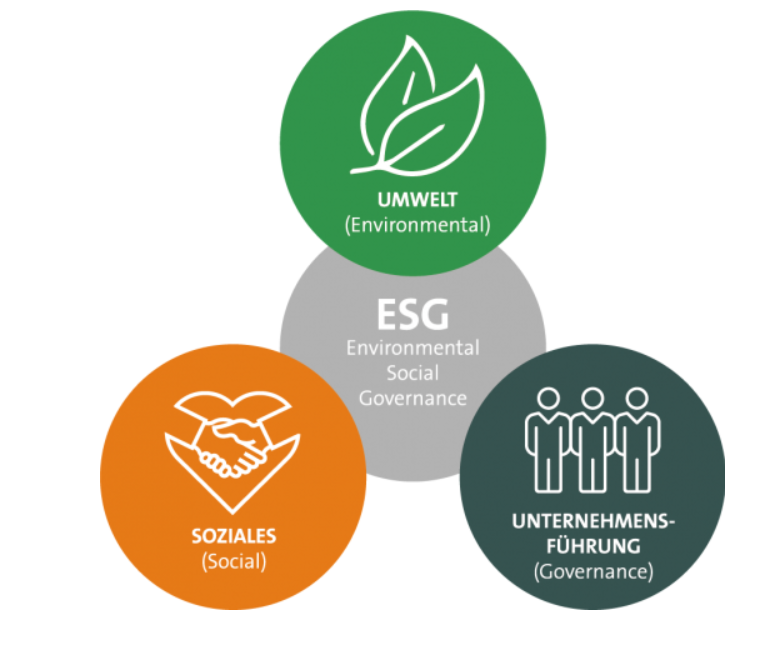 UMWELT
(Environmental)
ESG
Environmental
Social
Governance
SOZIALES
(Social)
UNTERNEHMENS-
FÜHRUNG
(Governance)